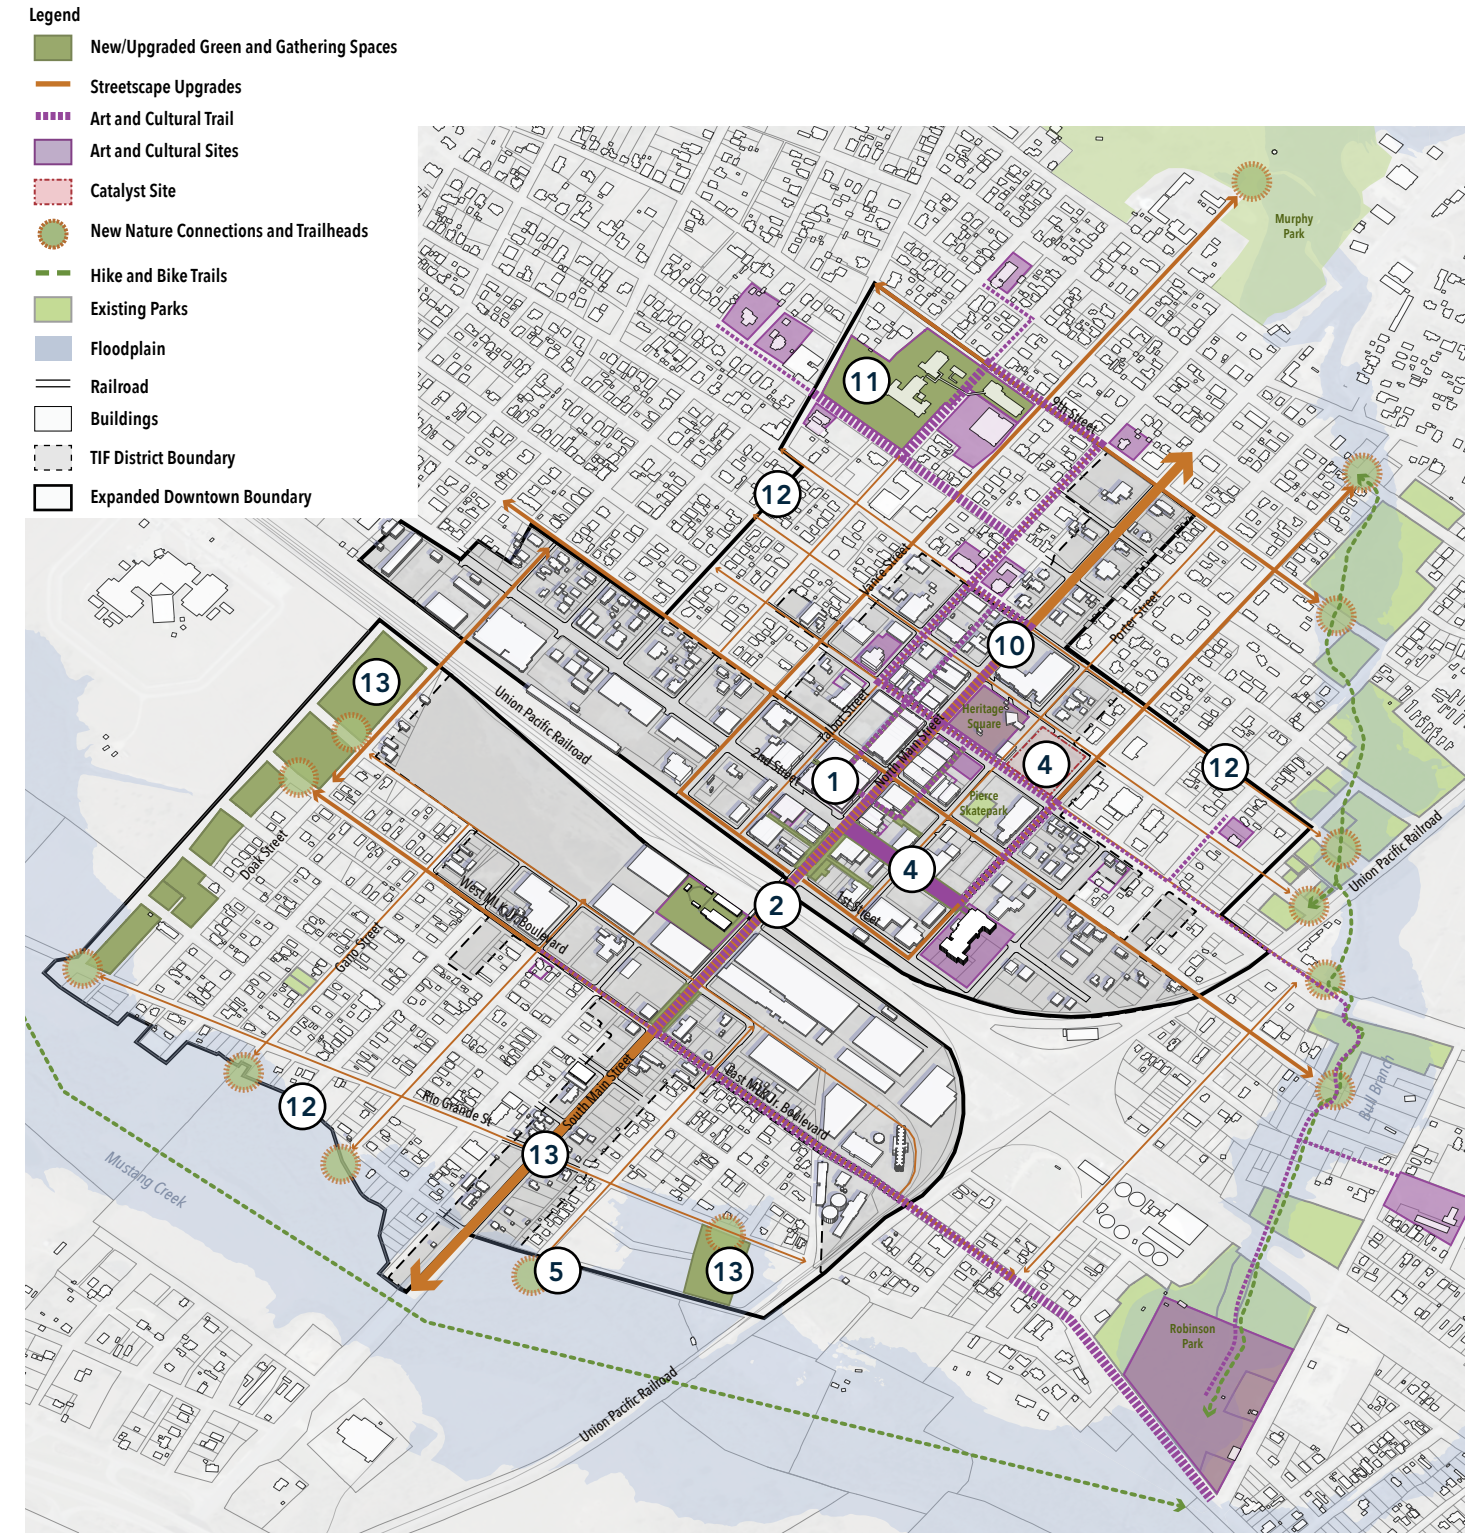 Legend
New/Upgraded Green and Gathering Spaces
Streetscape Upgrades
Art and Cultural Trail
Art and Cultural Sites
Catalyst Site
New Nature Connections and Trailheads
Hike and Bike Trails
Existing Parks
Floodplain
Railroad
Buildings
TIF District Boundary
Expanded Downtown Boundary
Murphy
Park
11
9th Street
12
Vance Street
Porter Street
10
13
Union Pacific Railroad
Talbot Street
Heritage
Square
North Main Street
2nd Street
1
4
12
Pierce
Skatepark
Union Pacific Railroad
Doak Street
4
West MLK Jr. Boulevard
2
1st Street
Gano Street
South Main Street
East MLK Jr. Boulevard
Bull Branch
12
Rio Grande St
13
Mustang Creek
5
13
Robinson
Park
Union Pacific Railroad